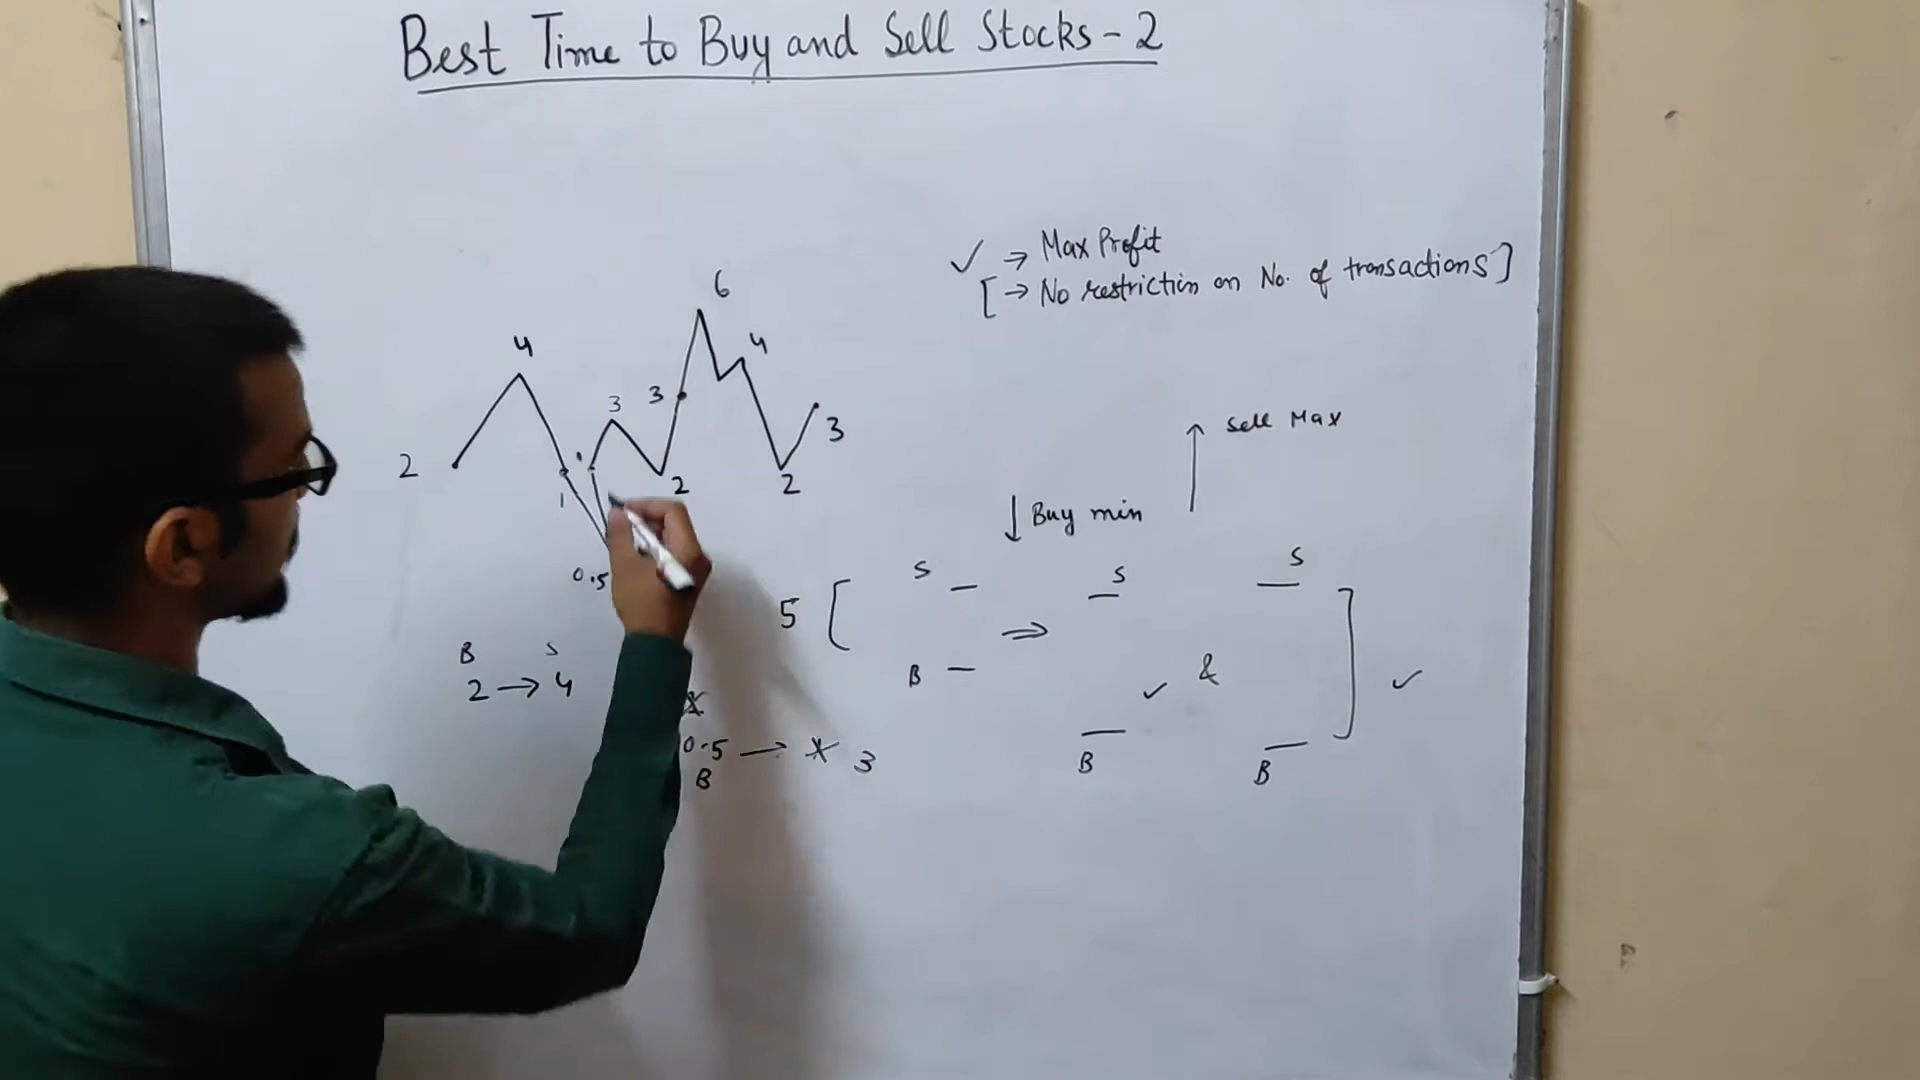 Best Time to Buy and Sell Stocks - 2
✓ → Max Profit
[→ No restriction on No. of transactions]
6
4
4
3
3
3
2
1
2
2
0.5
↑ Sell Max
↓ Buy min
S
S
S
5 [
⇒
B
✓
&
] ✓
B
B
B S
2 → 4
0.5 → 3
B